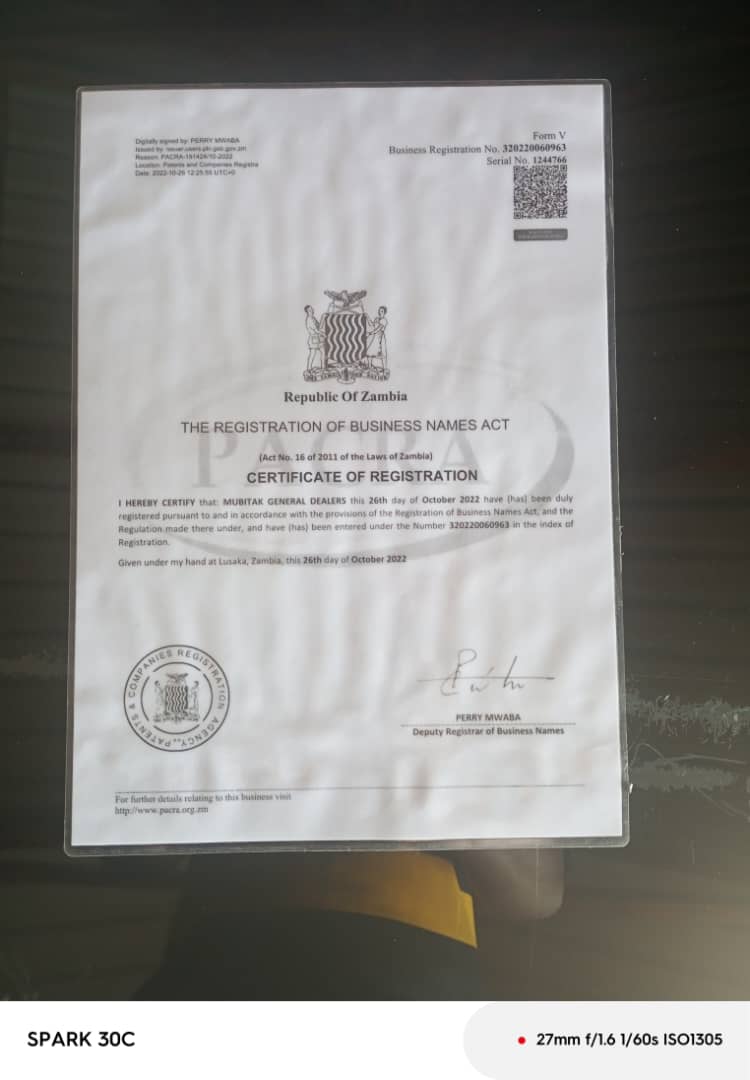 Digitally signed by: PERRY MWABA
Reason: PACRA-191428/10-2022
Location: Patents and Companies Registra
Date: 2022-10-26 12:25:55 UTC+0
Form V
Business Registration No. 320220060963
Serial No. 1244766
Republic Of Zambia
PACRA
THE REGISTRATION OF BUSINESS NAMES ACT
(Act No. 16 of 2011 of the Laws of Zambia)
CERTIFICATE OF REGISTRATION
I HEREBY CERTIFY that: MUBITAK GENERAL DEALERS this 26th day of October 2022 have (has) been duly
registered pursuant to and in accordance with the provisions of the Registration of Business Names Act, and the
Regulation made there under, and have (has) been entered under the Number 320220060963 in the index of
Registration.
Given under my hand at Lusaka, Zambia, this 26th day of October 2022
PATENTS & COMPANIES REGISTRATION AGENCY
PERRY MWABA
Deputy Registrar of Business Names
For further details relating to this business visit
http://www.pacra.org.zm
SPARK 30C
27mm f/1.6 1/60s ISO1305